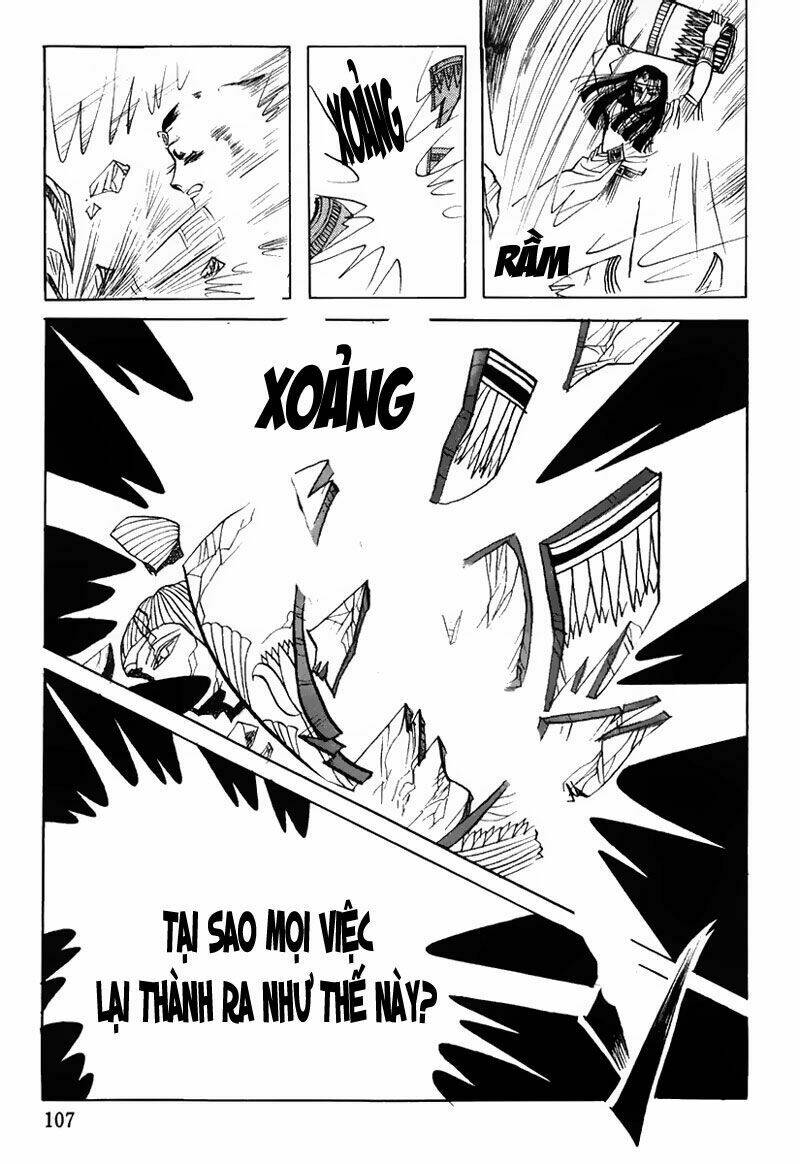 RẦM
XOẢNG
XOẢNG
TẠI SAO MỌI VIỆC
LẠI THÀNH RA NHƯ THẾ NÀY?
107